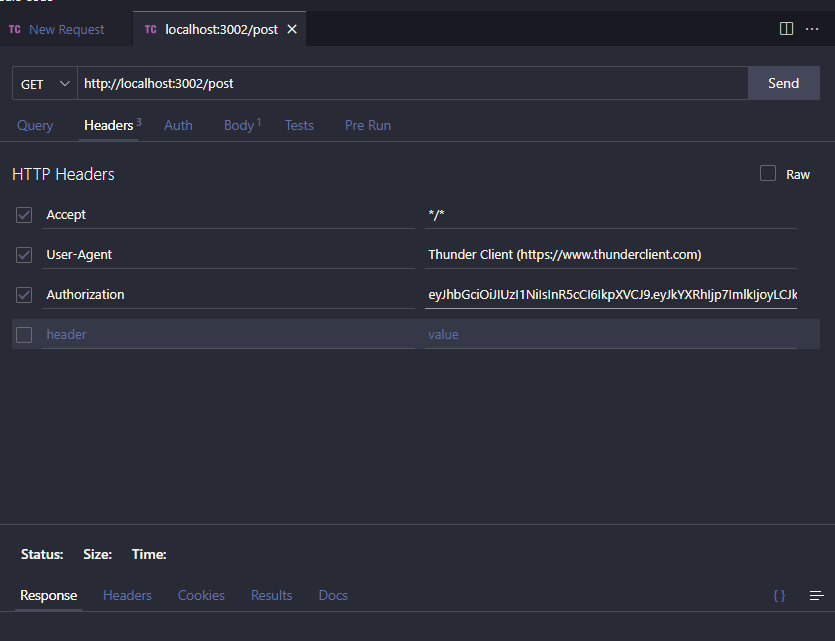 TC New Request TC localhost:3002/post
GET http://localhost:3002/post Send
Query Headers 3 Auth Body 1 Tests Pre Run
HTTP Headers Raw
Accept */*
User-Agent Thunder Client (https://www.thunderclient.com)
Authorization eyJhbGciOiJIUzI1NiIsInR5cCI6IkpXVCJ9.eyJkYXRhIjp7ImlkIjoyLCJk
header value
Status: Size: Time:
Response Headers Cookies Results Docs { }